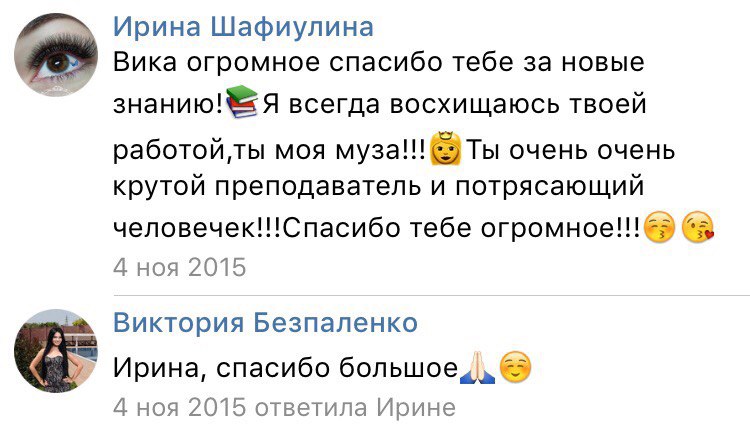 Ирина Шафиулина
Вика огромное спасибо тебе за новые
знанию!📚Я всегда восхищаюсь твоей
работой,ты моя муза!!!👸Ты очень очень
крутой преподаватель и потрясающий
человечек!!!Спасибо тебе огромное!!!😚😘
4 ноя 2015
Виктория Безпаленко
Ирина, спасибо большое🙏☺️
4 ноя 2015 ответила Ирине